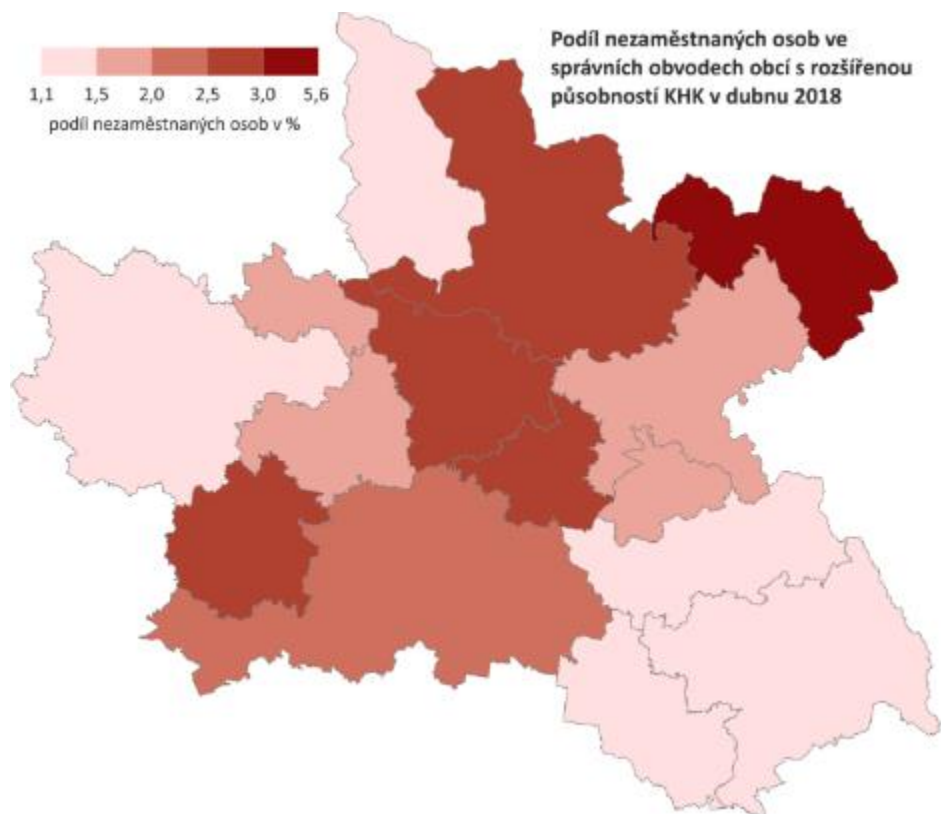 Podíl nezaměstnaných osob ve
správních obvodech obcí s rozšířenou
působností KHK v dubnu 2018
1,1 1,5 2,0 2,5 3,0 5,6
podíl nezaměstnaných osob v %